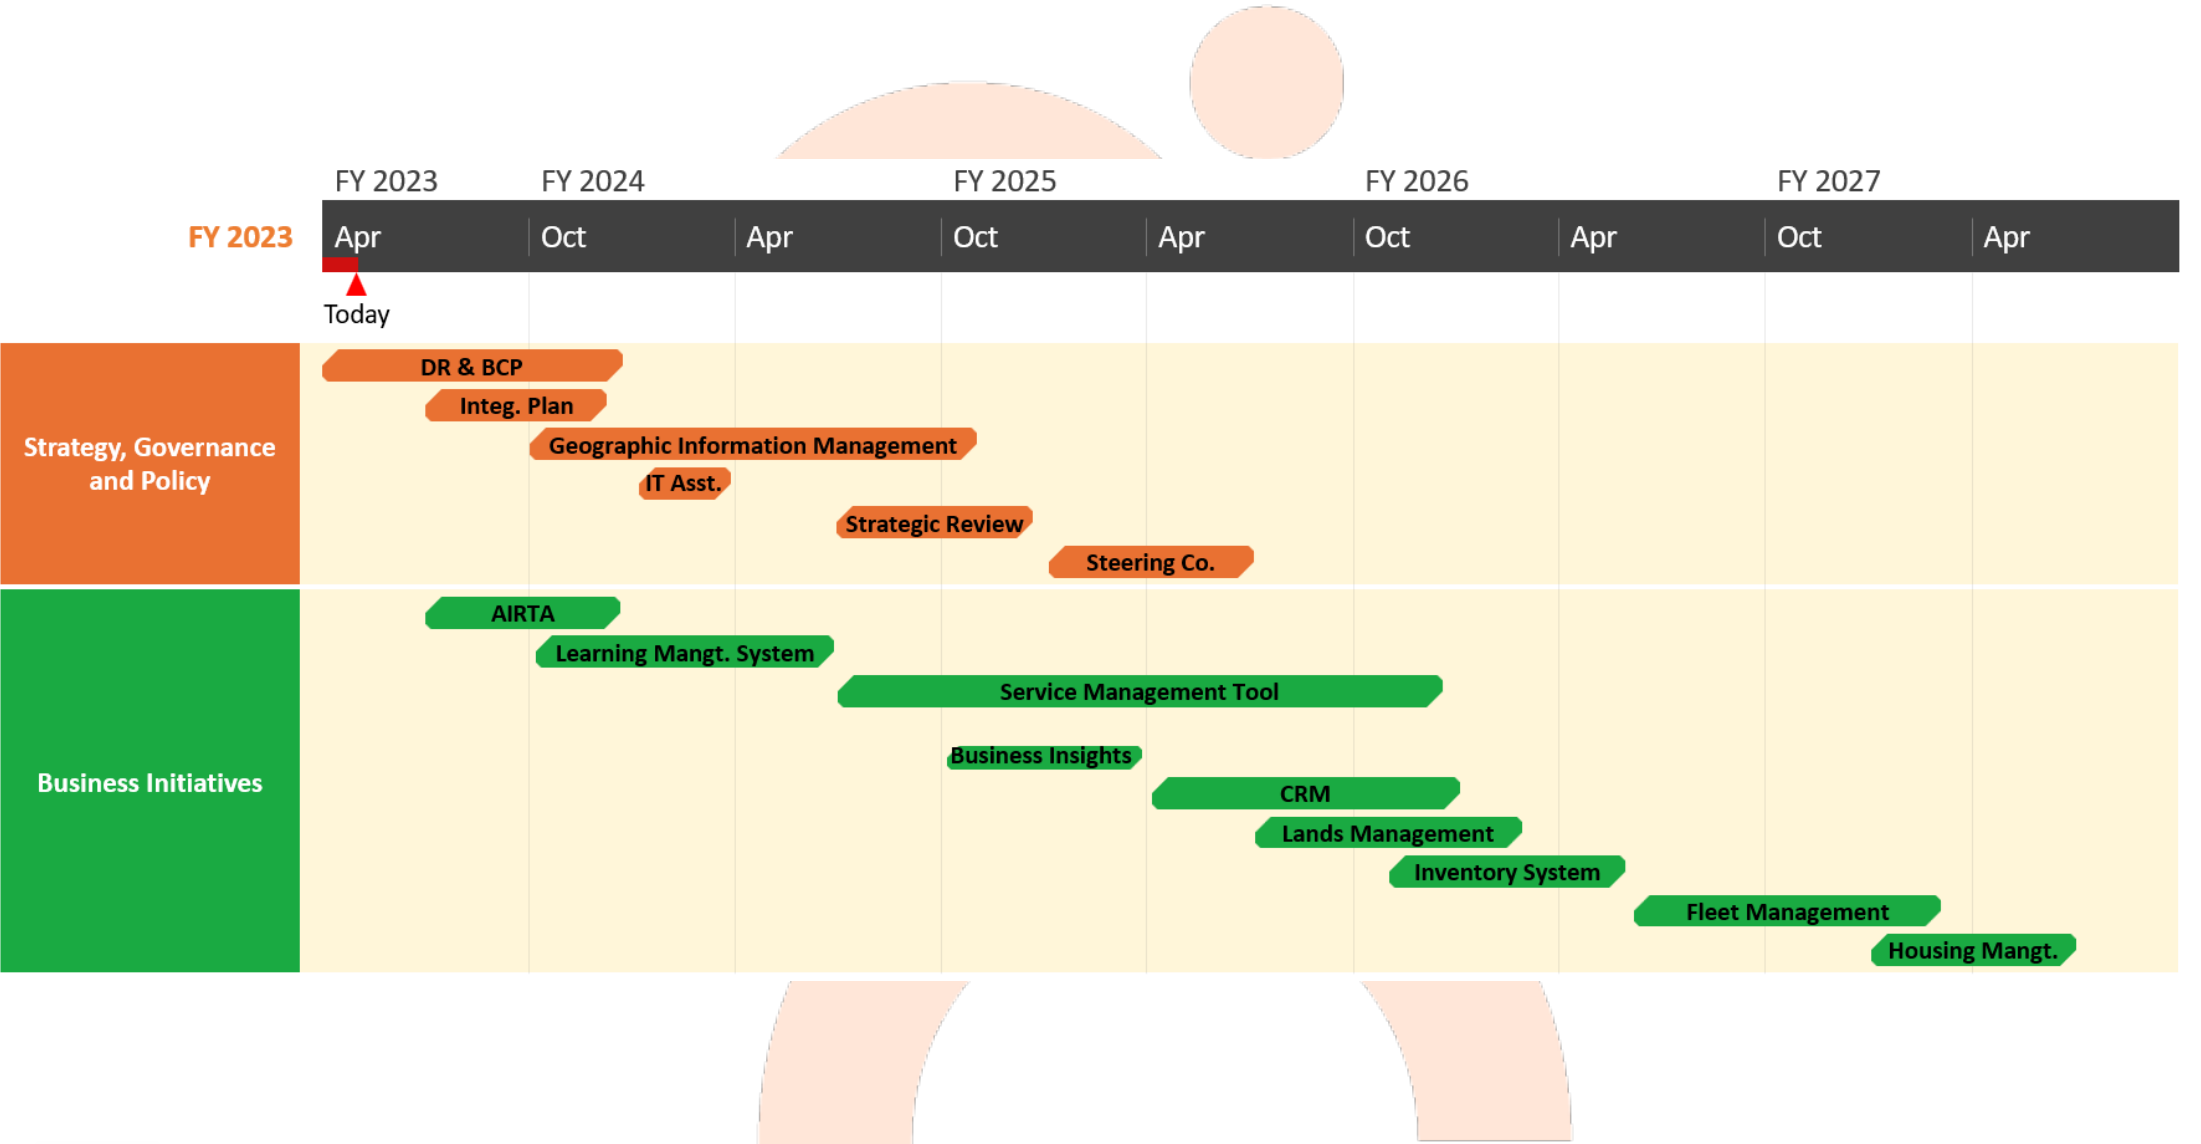 FY 2023 FY 2024 FY 2025 FY 2026 FY 2027
FY 2023 Apr Oct Apr Oct Apr Oct Apr Oct Apr
Today
Strategy, Governance
and Policy
DR & BCP
Integ. Plan
Geographic Information Management
IT Asst.
Strategic Review
Steering Co.
Business Initiatives
AIRTA
Learning Mangt. System
Service Management Tool
Business Insights
CRM
Lands Management
Inventory System
Fleet Management
Housing Mangt.